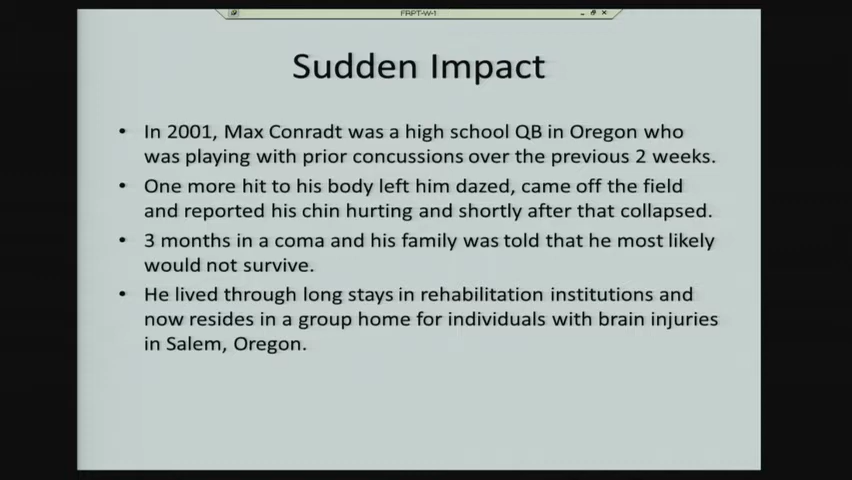 FRPT-W-1
Sudden Impact
• In 2001, Max Conradt was a high school QB in Oregon who
was playing with prior concussions over the previous 2 weeks.
• One more hit to his body left him dazed, came off the field
and reported his chin hurting and shortly after that collapsed.
• 3 months in a coma and his family was told that he most likely
would not survive.
• He lived through long stays in rehabilitation institutions and
now resides in a group home for individuals with brain injuries
in Salem, Oregon.